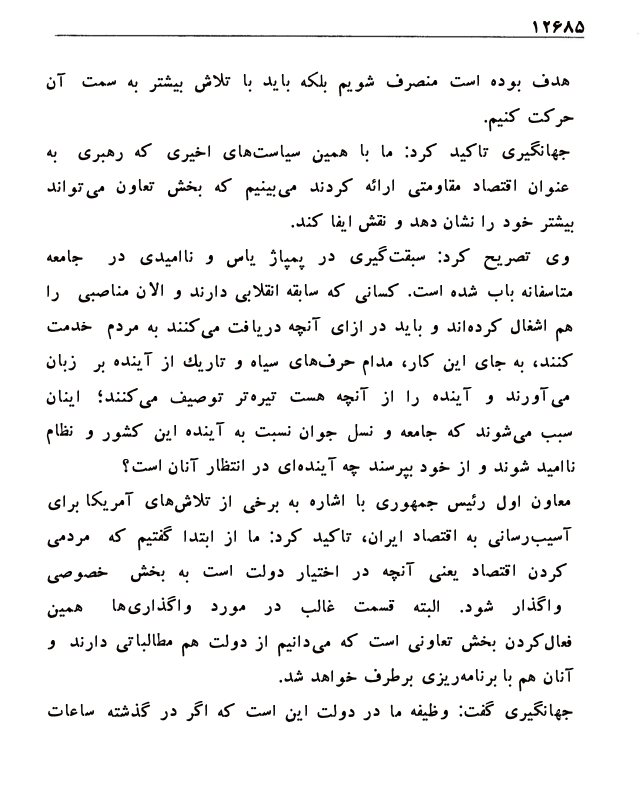 ۱۲۶۸۵
هدف بوده است منصرف شویم بلکه باید با تلاش بیشتر به سمت آن
حرکت کنیم.
جهانگیری تاکید کرد: ما با همین سیاست‌های اخیری که رهبری به
عنوان اقتصاد مقاومتی ارائه کردند می‌بینیم که بخش تعاون می‌تواند
بیشتر خود را نشان دهد و نقش ایفا کند.
وی تصریح کرد: سبقت‌گیری در پمپاژ یاس و ناامیدی در جامعه
متاسفانه باب شده است. کسانی که سابقه انقلابی دارند و الان مناصبی را
هم اشغال کرده‌اند و باید در ازای آنچه دریافت می‌کنند به مردم خدمت
کنند، به جای این کار، مدام حرف‌های سیاه و تاریك از آینده بر زبان
می‌آورند و آینده را از آنچه هست تیره‌تر توصیف می‌کنند؛ اینان
سبب می‌شوند که جامعه و نسل جوان نسبت به آینده این کشور و نظام
ناامید شوند و از خود بپرسند چه آینده‌ای در انتظار آنان است؟
معاون اول رئیس جمهوری با اشاره به برخی از تلاش‌های آمریکا برای
آسیب‌رسانی به اقتصاد ایران، تاکید کرد: ما از ابتدا گفتیم که مردمی
کردن اقتصاد یعنی آنچه در اختیار دولت است به بخش خصوصی
واگذار شود. البته قسمت غالب در مورد واگذاری‌ها همین
فعال‌کردن بخش تعاونی است که می‌دانیم از دولت هم مطالباتی دارند و
آنان هم با برنامه‌ریزی برطرف خواهد شد.
جهانگیری گفت: وظیفه ما در دولت این است که اگر در گذشته ساعات